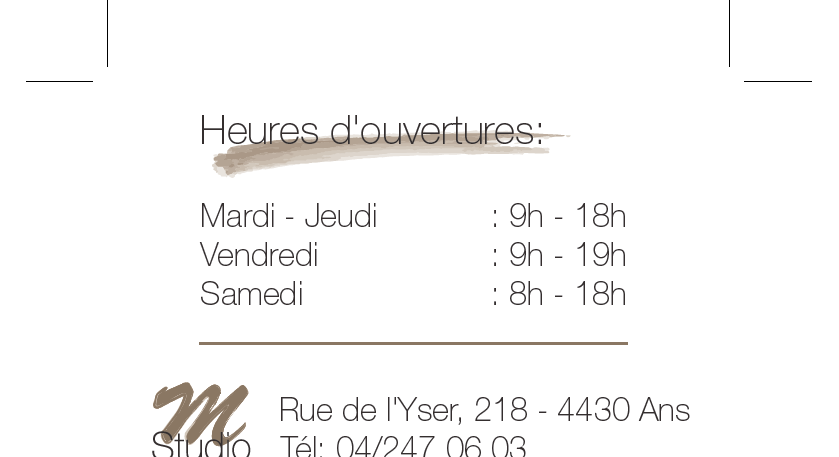 Heures d'ouvertures:
Mardi - Jeudi : 9h - 18h
Vendredi : 9h - 19h
Samedi : 8h - 18h
M
Studio
Rue de l'Yser, 218 - 4430 Ans
Tél: 04/247 06 03